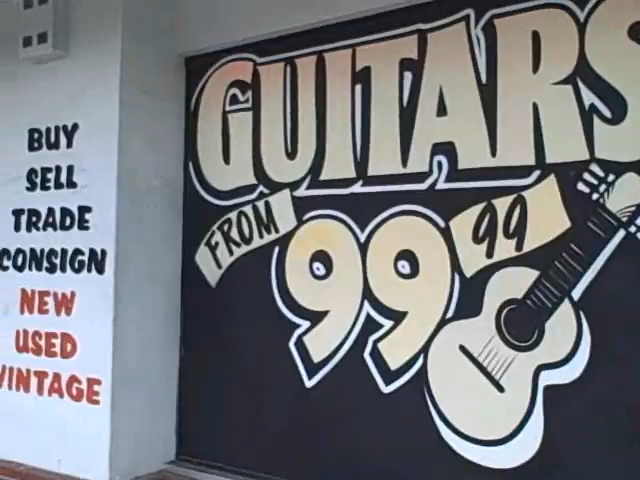 BUY
SELL
TRADE
CONSIGN
NEW
USED
VINTAGE
GUITARS
FROM 99 99